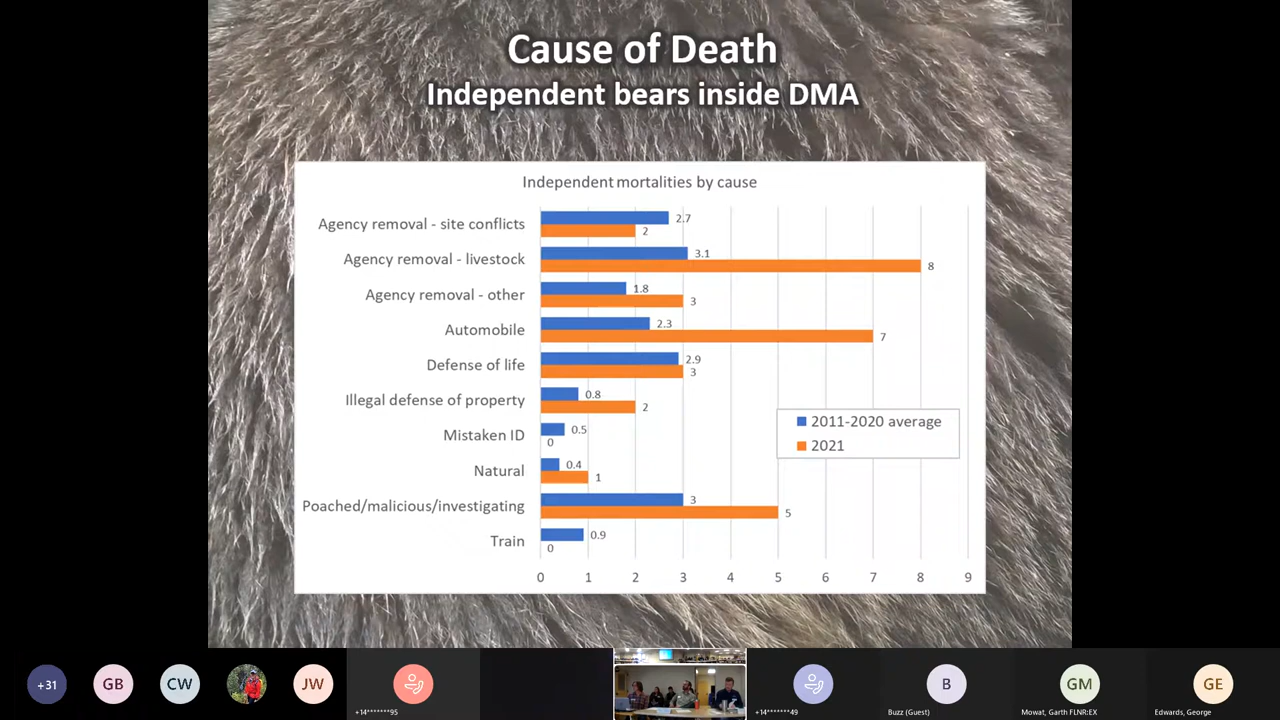 Cause of Death
Independent bears inside DMA
Independent mortalities by cause
Agency removal - site conflicts 2.7 2
Agency removal - livestock 3.1 8
Agency removal - other 1.8 3
Automobile 2.3 7
Defense of life 2.9 3
Illegal defense of property 0.8 2
Mistaken ID 0.5 0
Natural 0.4 1
Poached/malicious/investigating 3 5
Train 0.9 0
2011-2020 average
2021
0 1 2 3 4 5 6 7 8 9
+31 GB CW JW B GM GE
+14*******95 +14*******49 Buzz (Guest) Mowat, Garth FLNR:EX Edwards, George